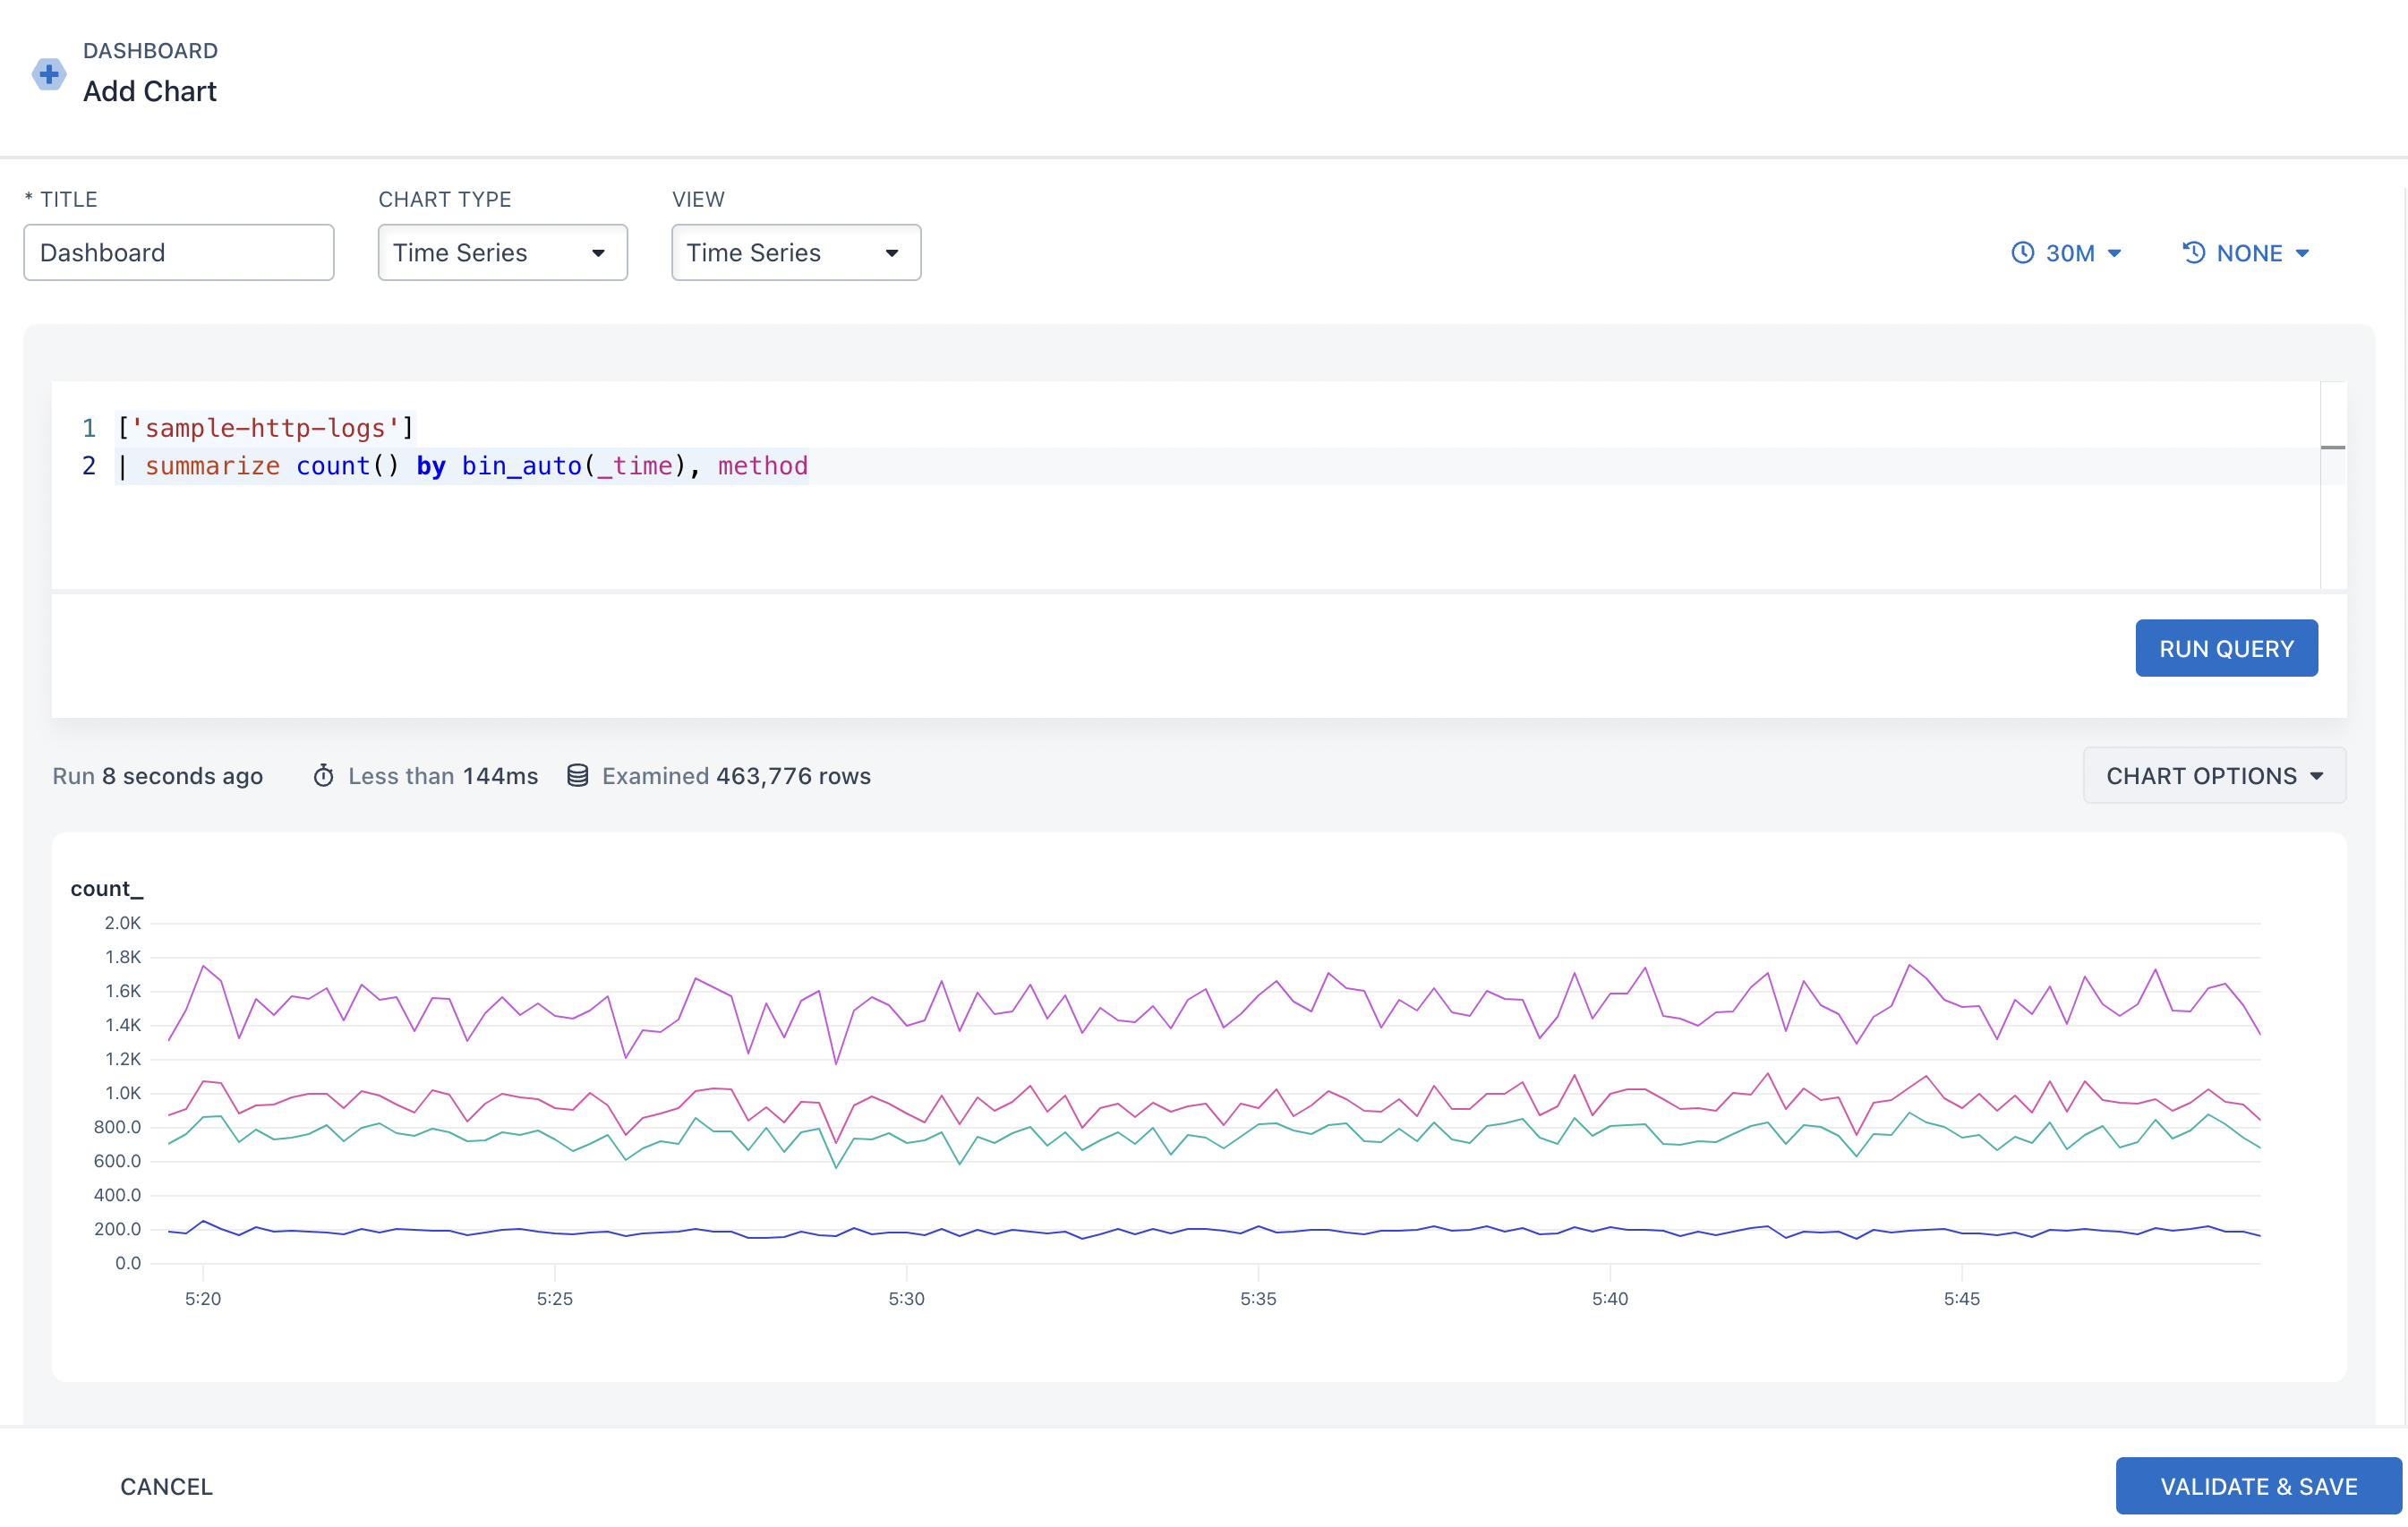 DASHBOARD
Add Chart
* TITLE
CHART TYPE
VIEW
Dashboard
Time Series
Time Series
30M
NONE
1 ['sample-http-logs']
2 | summarize count() by bin_auto(_time), method
RUN QUERY
Run 8 seconds ago
Less than 144ms
Examined 463,776 rows
CHART OPTIONS
count_
2.0K
1.8K
1.6K
1.4K
1.2K
1.0K
800.0
600.0
400.0
200.0
0.0
5:20
5:25
5:30
5:35
5:40
5:45
CANCEL
VALIDATE & SAVE